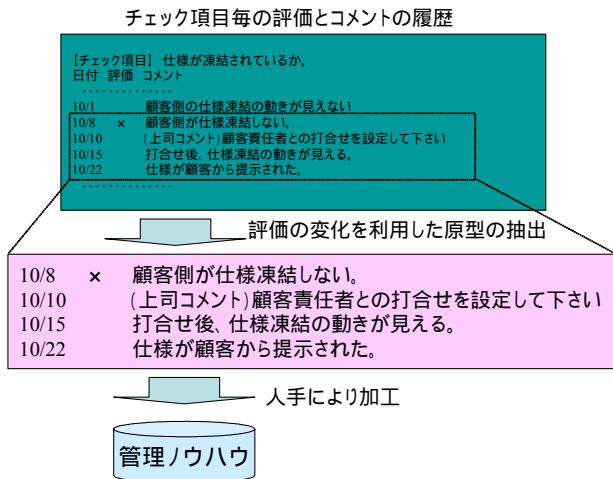 チェック項目毎の評価とコメントの履歴
【チェック項目】 仕様が凍結されているか。
日付 評価 コメント
..............
10/1 顧客側の仕様凍結の動きが見えない
10/8 × 顧客側が仕様凍結しない。
10/10 (上司コメント)顧客責任者との打合せを設定して下さい
10/15 打合せ後、仕様凍結の動きが見える。
10/22 仕様が顧客から提示された。
..............
評価の変化を利用した原型の抽出
10/8 × 顧客側が仕様凍結しない。
10/10 (上司コメント)顧客責任者との打合せを設定して下さい
10/15 打合せ後、仕様凍結の動きが見える。
10/22 仕様が顧客から提示された。
人手により加工
管理ノウハウ